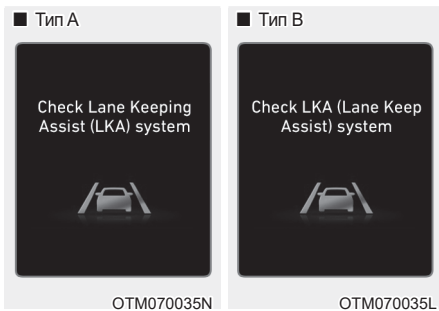 ■ Тип A
Check Lane Keeping
Assist (LKA) system
OTM070035N
■ Тип B
Check LKA (Lane Keep
Assist) system
OTM070035L